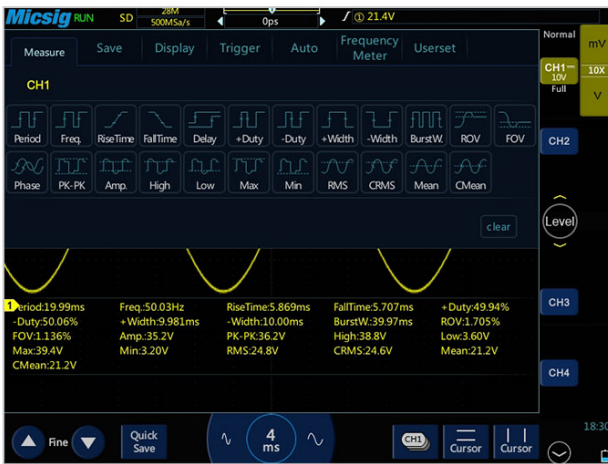 Micsig RUN SD 28M 500MSa/s 0ps 1 21.4V
Measure Save Display Trigger Auto Frequency Meter Userset
Normal
mV
CH1
CH1
10V
Full
10X
V
Period Freq. RiseTime FallTime Delay +Duty -Duty +Width -Width BurstW. ROV FOV
CH2
Phase PK-PK Amp. High Low Max Min RMS CRMS Mean CMean
Level
clear
1
Period:19.99ms Freq.:50.03Hz RiseTime:5.869ms FallTime:5.707ms +Duty:49.94%
CH3
-Duty:50.06% +Width:9.981ms -Width:10.00ms BurstW:39.97ms ROV:1.705%
FOV:1.136% Amp.:35.2V PK-PK:36.2V High:38.8V Low:3.60V
Max:39.4V Min:3.20V RMS:24.8V CRMS:24.6V Mean:21.2V
CMean:21.2V
CH4
18:30
Fine
Quick Save
4 ms
CH1
Cursor
Cursor